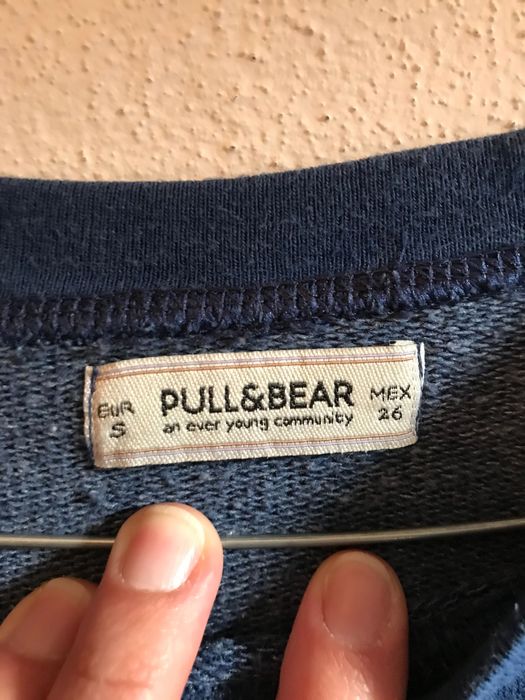 EUR
S
PULL&BEAR
an ever young community
MEX
26